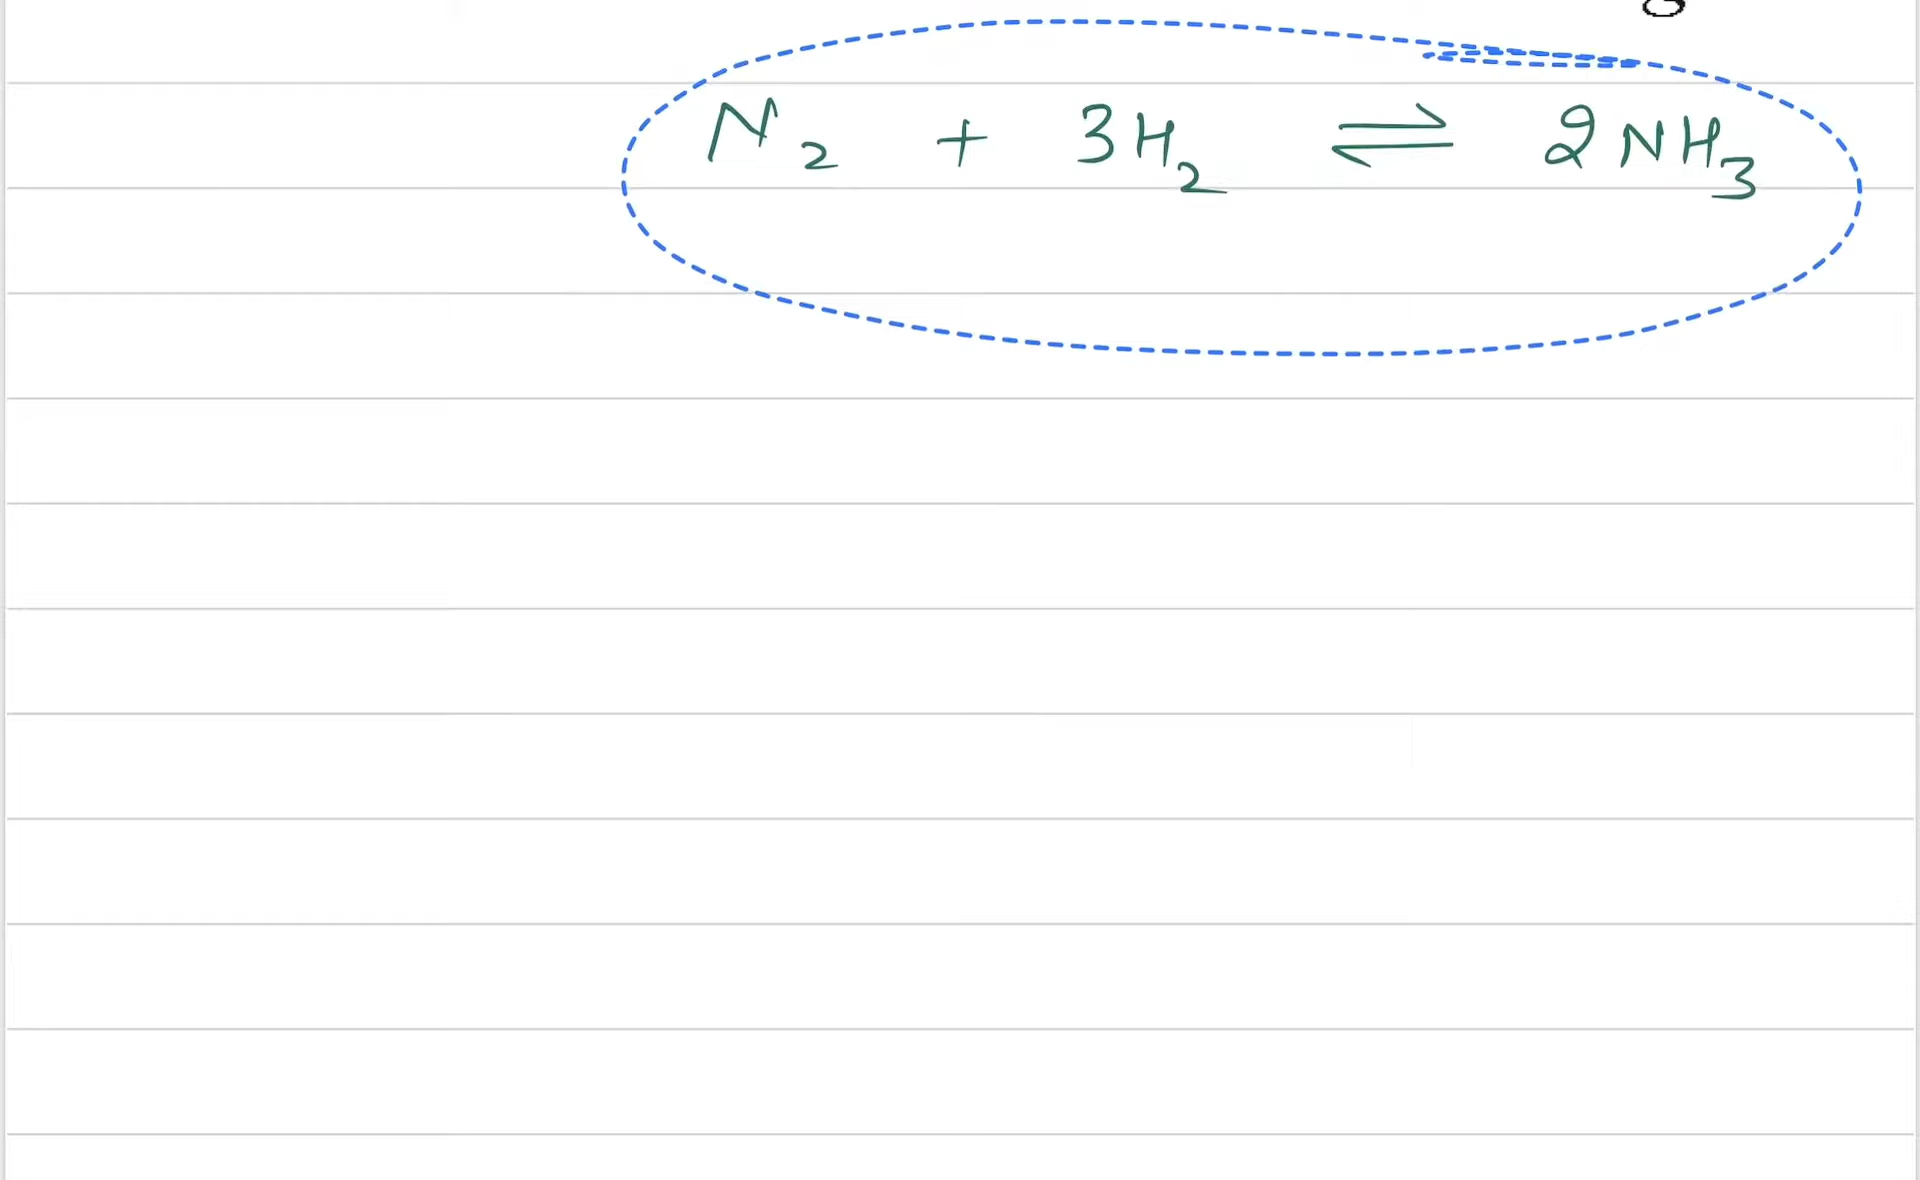 N₂ + 3H₂ ⇌ 2NH₃